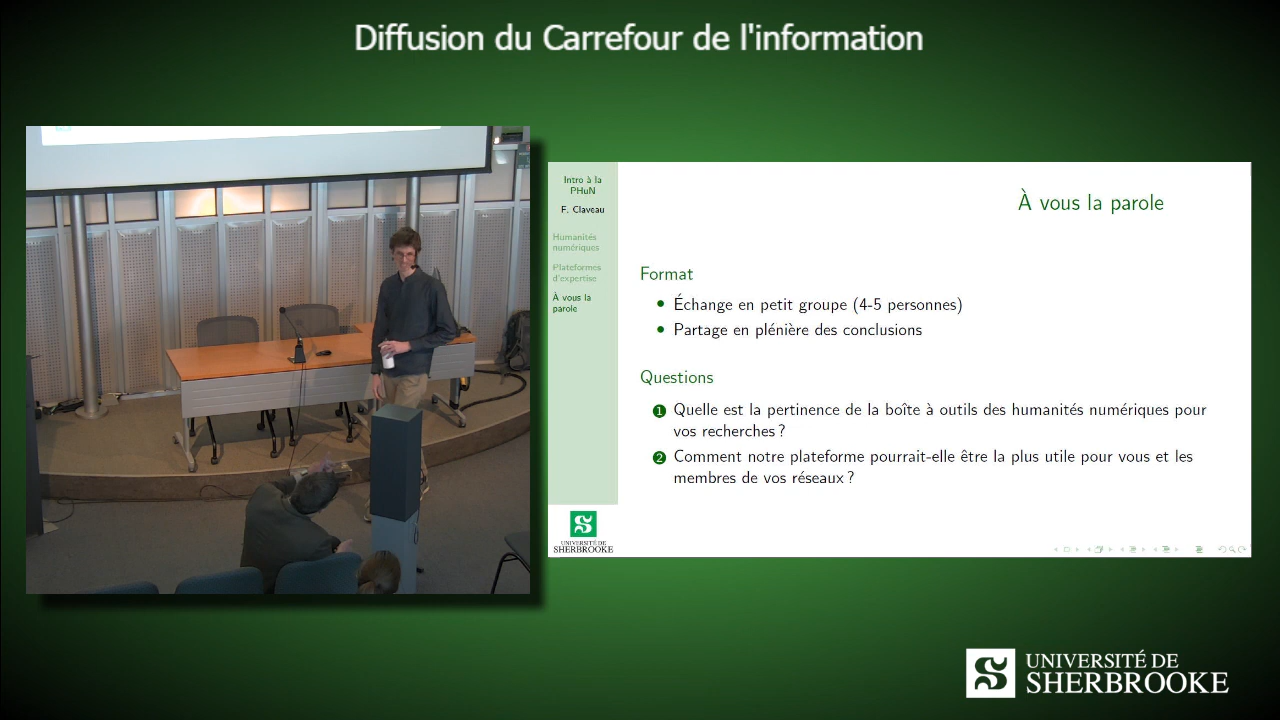 Diffusion du Carrefour de l'information
Intro à la
PHuN
F. Claveau
Humanités
numériques
Plateformes
d'expertise
À vous la
parole
À vous la parole
Format
• Échange en petit groupe (4-5 personnes)
• Partage en plénière des conclusions
Questions
1 Quelle est la pertinence de la boîte à outils des humanités numériques pour
vos recherches ?
2 Comment notre plateforme pourrait-elle être la plus utile pour vous et les
membres de vos réseaux ?
UNIVERSITÉ DE
SHERBROOKE
UNIVERSITÉ DE
SHERBROOKE